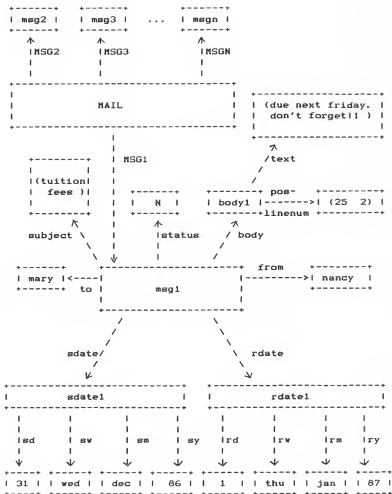 msg2 msg3 ... msgn
MSG2 MSG3 MSGN
MAIL
(due next friday.
don't forget!! )
MSG1
text
(tuition
fees )
N
body1
pos-
linenum
(25 2)
subject
status
body
mary
to
msg1
from
nancy
sdate
rdate
sdate1 rdate1
sd sw sm sy rd rw rm ry
31 wed dec 86 1 thu jan 87